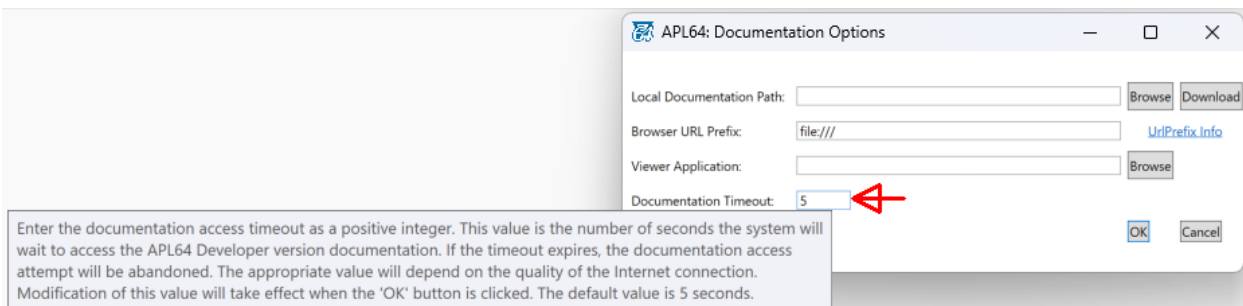 APL64: Documentation Options
Local Documentation Path: Browse Download
Browser URL Prefix: file:/// UrlPrefix Info
Viewer Application: Browse
Documentation Timeout: 5
Enter the documentation access timeout as a positive integer. This value is the number of seconds the system will
wait to access the APL64 Developer version documentation. If the timeout expires, the documentation access
attempt will be abandoned. The appropriate value will depend on the quality of the Internet connection.
Modification of this value will take effect when the 'OK' button is clicked. The default value is 5 seconds.
OK Cancel